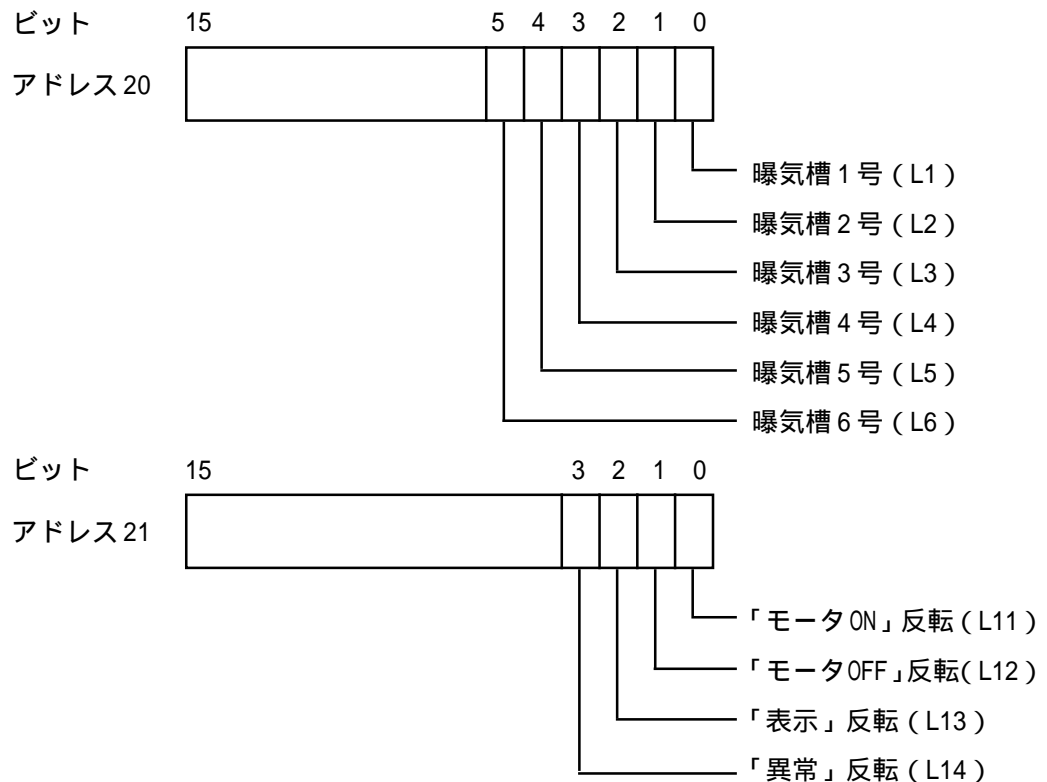 ビット 15 5 4 3 2 1 0
アドレス20
曝気槽1号(L1)
曝気槽2号(L2)
曝気槽3号(L3)
曝気槽4号(L4)
曝気槽5号(L5)
曝気槽6号(L6)
ビット 15 3 2 1 0
アドレス21
「モータON」反転(L11)
「モータOFF」反転(L12)
「表示」反転(L13)
「異常」反転(L14)